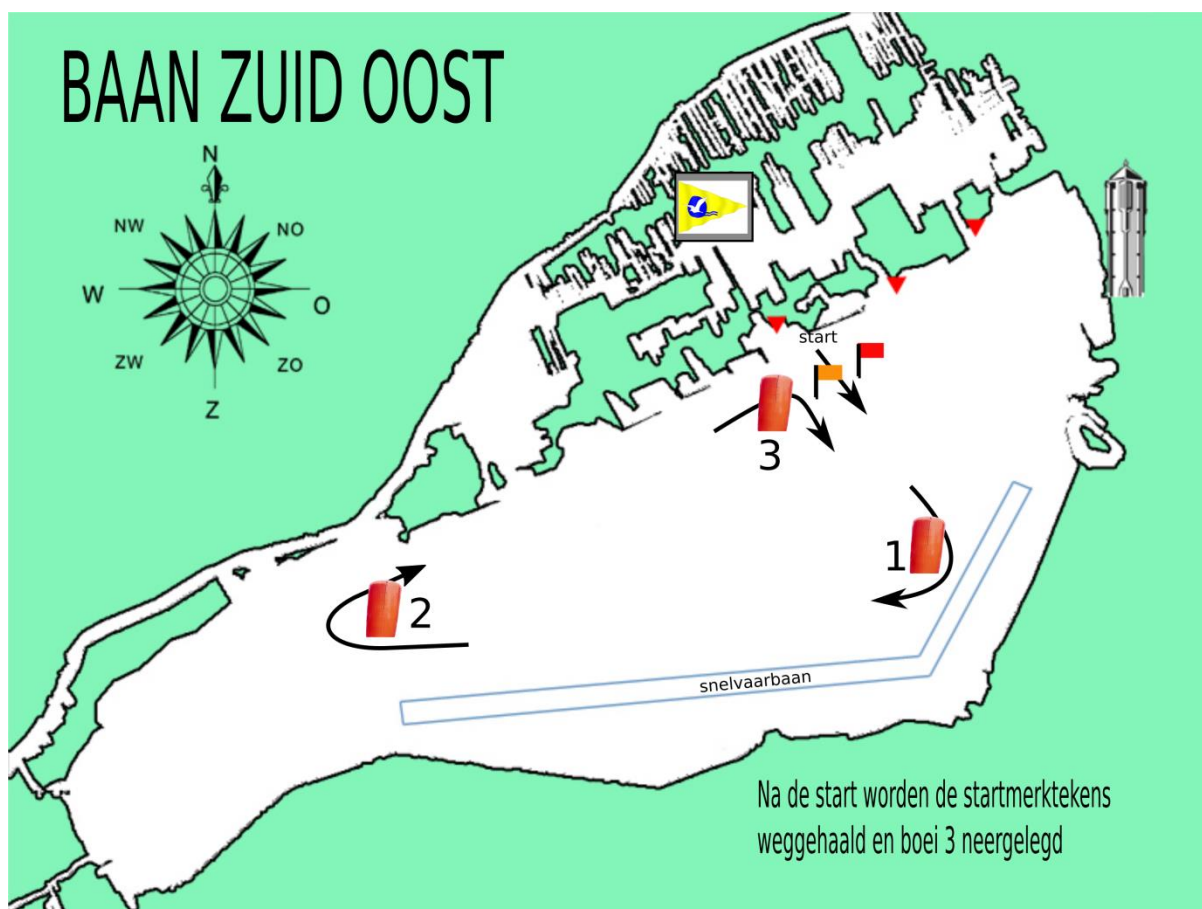 BAAN ZUID OOST
N
NW
NO
W
O
ZW
ZO
Z
start
3
1
2
snelvaarbaan
Na de start worden de startmerktekens
weggehaald en boei 3 neergelegd